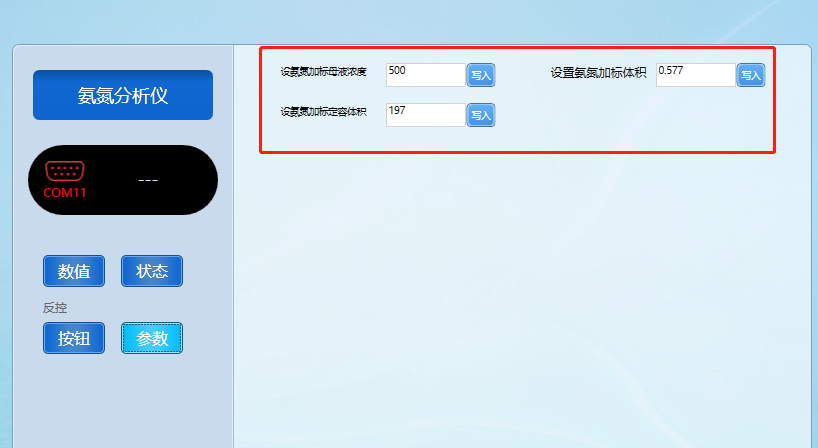 氨氮分析仪
COM11
---
数值 状态
反控
按钮 参数
设氨氮加标母液浓度 500 写入 设置氨氮加标体积 0.577 写入
设氨氮加标定容体积 197 写入